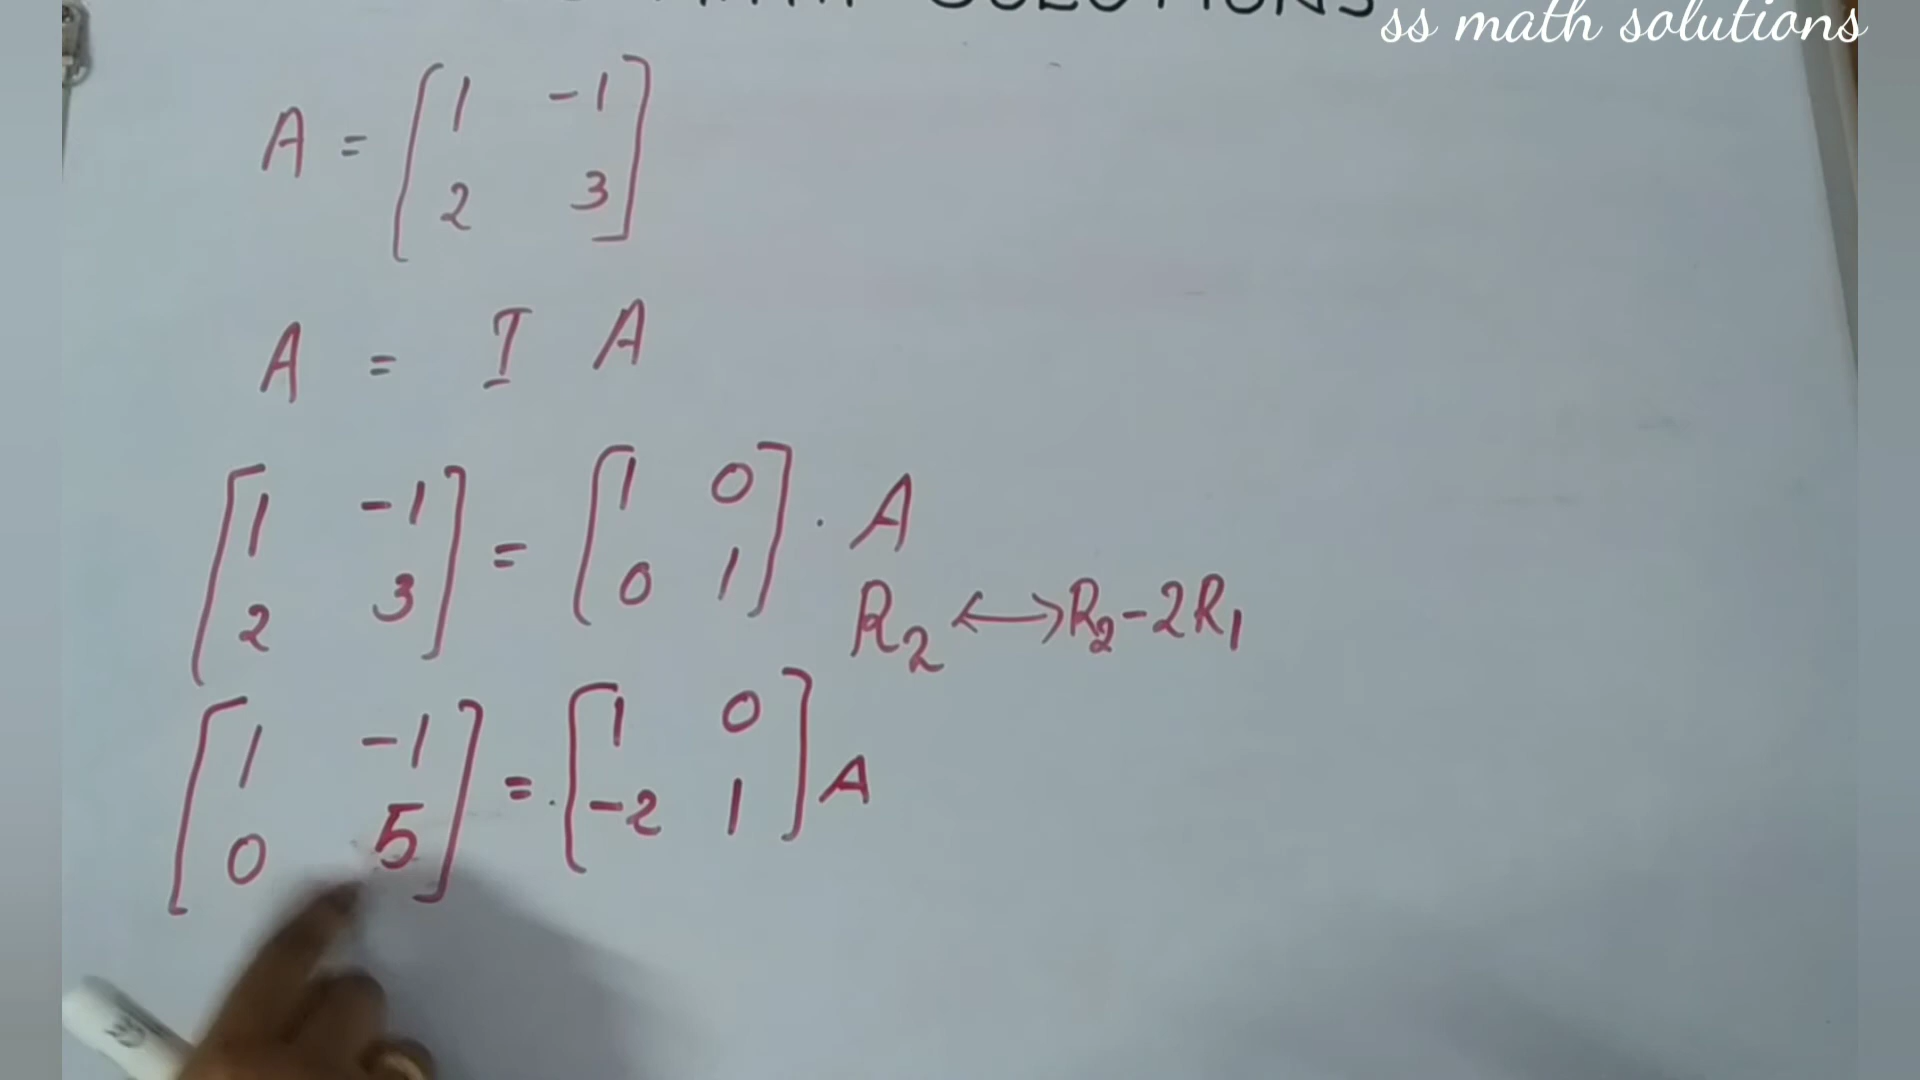 SOLUTIONS
ss math solutions
A = [1 -1
2 3]
A = I A
[1 -1
2 3] = [1 0
0 1] . A
R2 ↔ R2-2R1
[1 -1
0 5] = [1 0
-2 1] A